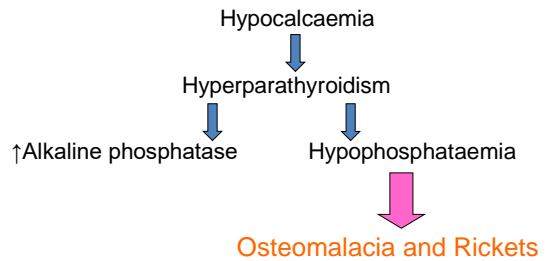 Hypocalcaemia
Hyperparathyroidism
↑Alkaline phosphatase
Hypophosphataemia
Osteomalacia and Rickets